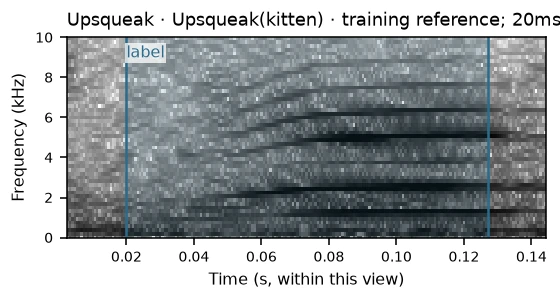 Upsqueak · Upsqueak(kitten) · training reference; 20ms
label
10
8
6
4
2
0
Frequency (kHz)
0.02 0.04 0.06 0.08 0.10 0.12 0.14
Time (s, within this view)